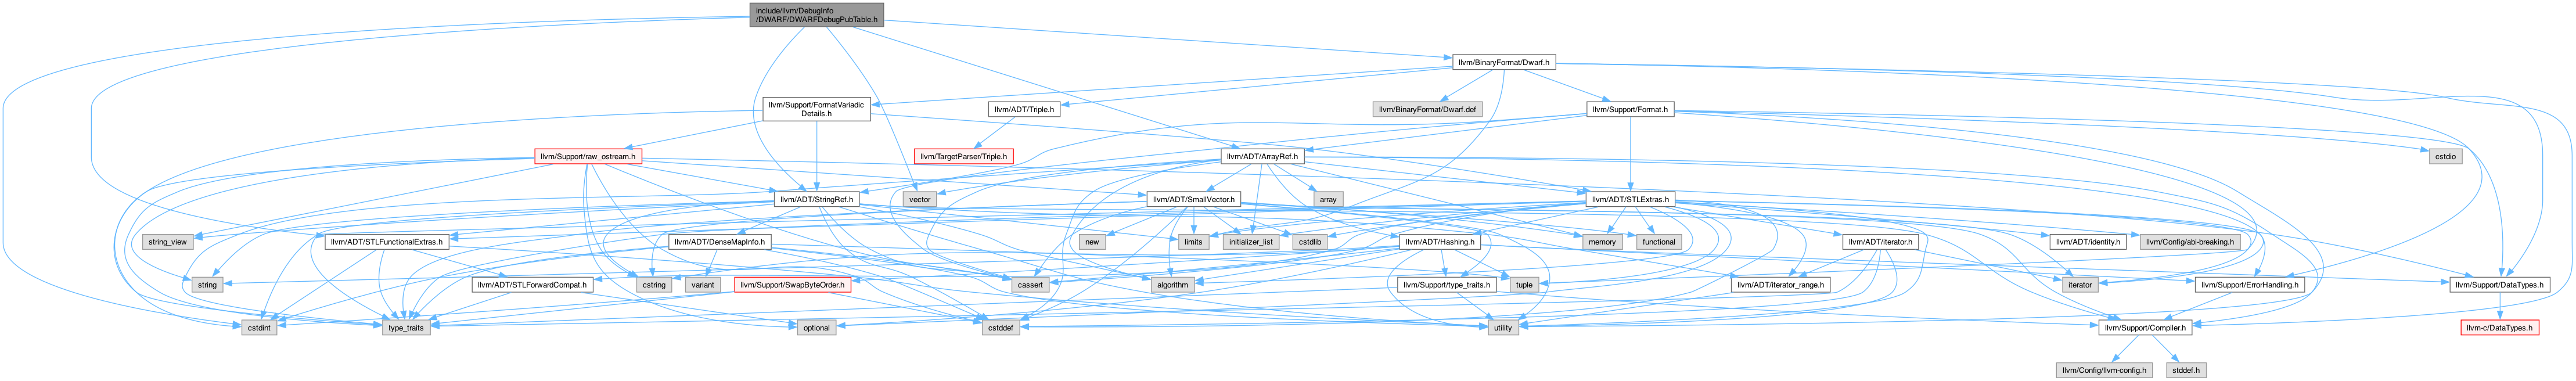 include/llvm/DebugInfo
/DWARF/DWARFDebugPubTable.h
llvm/BinaryFormat/Dwarf.h
llvm/Support/FormatVariadic
Details.h
llvm/ADT/Triple.h
llvm/BinaryFormat/Dwarf.def
llvm/Support/Format.h
llvm/Support/raw_ostream.h
llvm/TargetParser/Triple.h
llvm/ADT/ArrayRef.h
cstdio
llvm/ADT/StringRef.h
vector
llvm/ADT/SmallVector.h
array
llvm/ADT/STLExtras.h
string_view
llvm/ADT/STLFunctionalExtras.h
llvm/ADT/DenseMapInfo.h
new
limits
initializer_list
cstdlib
llvm/ADT/Hashing.h
memory
functional
llvm/ADT/iterator.h
llvm/ADT/identity.h
llvm/Config/abi-breaking.h
string
llvm/ADT/STLForwardCompat.h
cstring
variant
llvm/Support/SwapByteOrder.h
cassert
algorithm
llvm/Support/type_traits.h
tuple
llvm/ADT/iterator_range.h
iterator
llvm/Support/ErrorHandling.h
llvm/Support/DataTypes.h
cstdint
type_traits
optional
cstddef
utility
llvm/Support/Compiler.h
llvm-c/DataTypes.h
llvm/Config/llvm-config.h
stddef.h